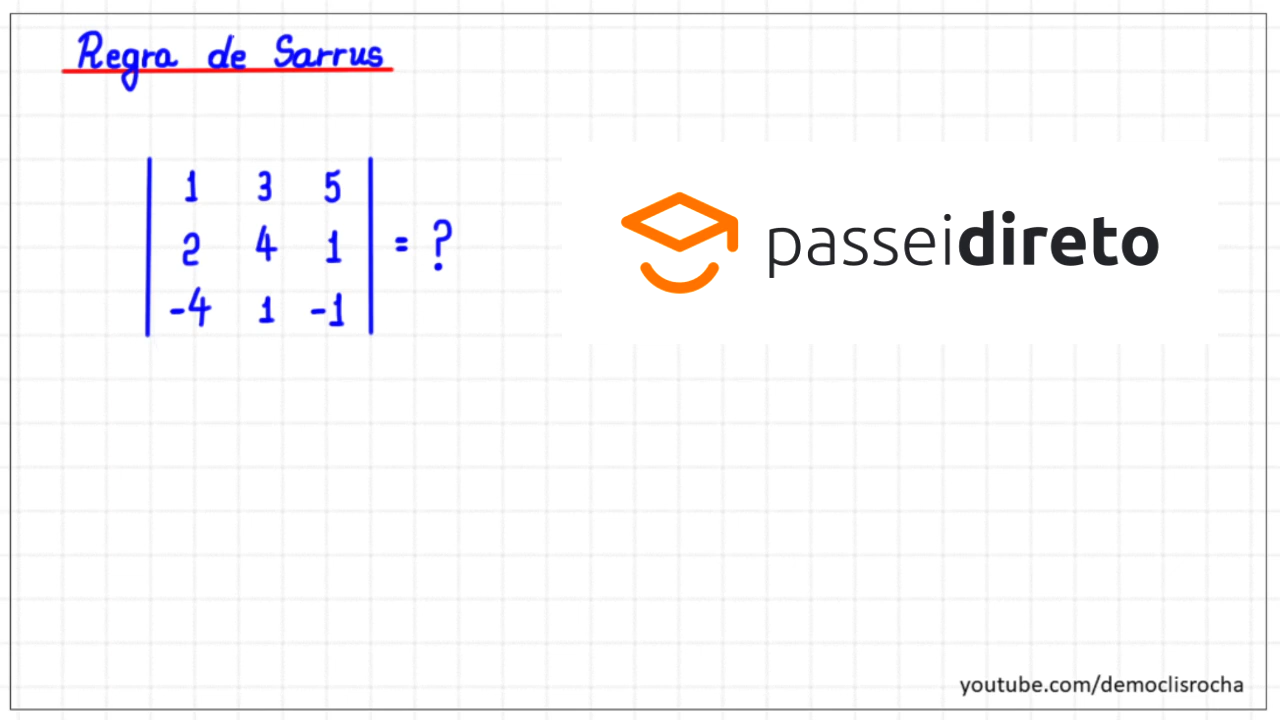 Regra de Sarrus
1 3 5
2 4 1 = ?
-4 1 -1
passeidireto
youtube.com/democlisrocha